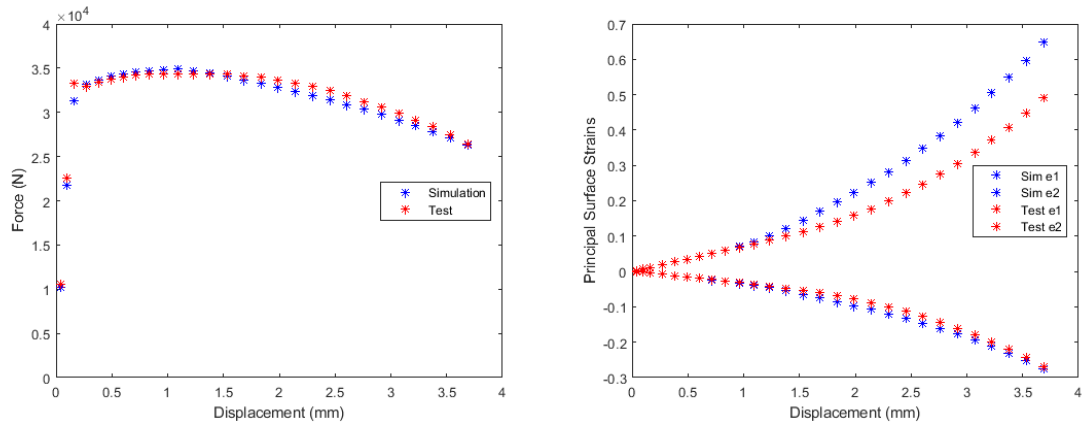 ×10⁴
4
3.5
3
2.5
2
1.5
1
0.5
0
0 0.5 1 1.5 2 2.5 3 3.5 4
Force (N)
Displacement (mm)
Simulation
Test
0.7
0.6
0.5
0.4
0.3
0.2
0.1
0
-0.1
-0.2
-0.3
0 0.5 1 1.5 2 2.5 3 3.5 4
Principal Surface Strains
Displacement (mm)
Sim e1
Sim e2
Test e1
Test e2